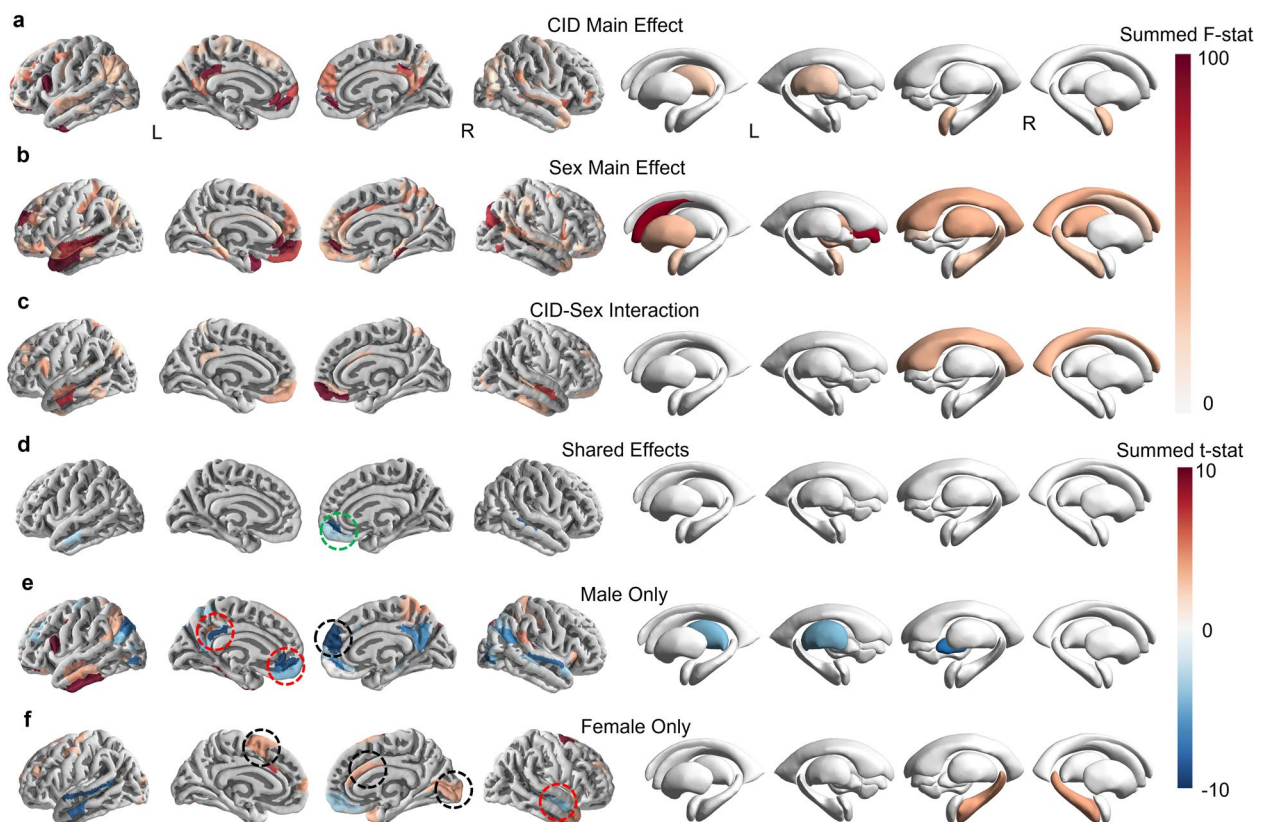 a
CID Main Effect
Summed F-stat
100
L
R
L
R
b
Sex Main Effect
c
CID-Sex Interaction
0
d
Shared Effects
Summed t-stat
10
e
Male Only
0
f
Female Only
-10